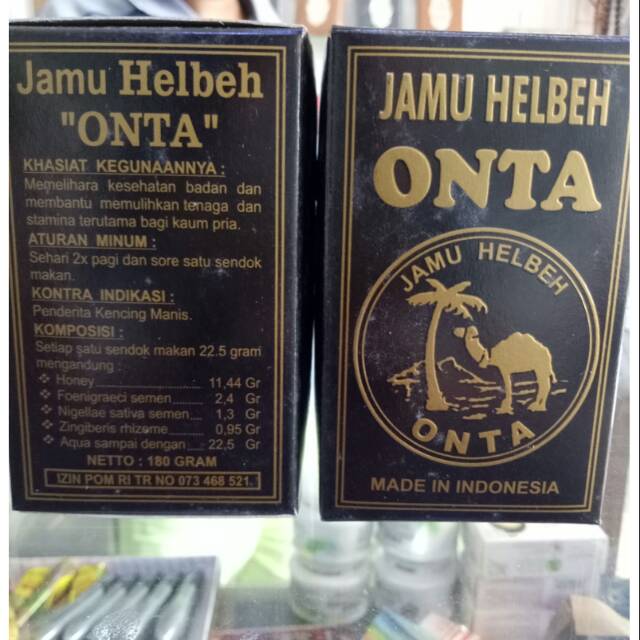 Jamu Helbeh
"ONTA"
KHASIAT KEGUNAANNYA :
Memelihara kesehatan badan dan
membantu memulihkan tenaga dan
stamina terutama bagi kaum pria.
ATURAN MINUM :
Sehari 2x pagi dan sore satu sendok
makan.
KONTRA INDIKASI :
Penderita Kencing Manis.
KOMPOSISI :
Setiap satu sendok makan 22.5 gram
mengandung
❖ Honey 11,44 Gr
❖ Foenigraeci semen 2,4 Gr
❖ Nigellae sativa semen 1,3 Gr
❖ Zingiberis rhizome 0,95 Gr
❖ Aqua sampai dengan 22,5 Gr
NETTO : 180 GRAM
IZIN POM RI TR NO 073 468 521.
JAMU HELBEH
ONTA
JAMU HELBEH
ONTA
MADE IN INDONESIA